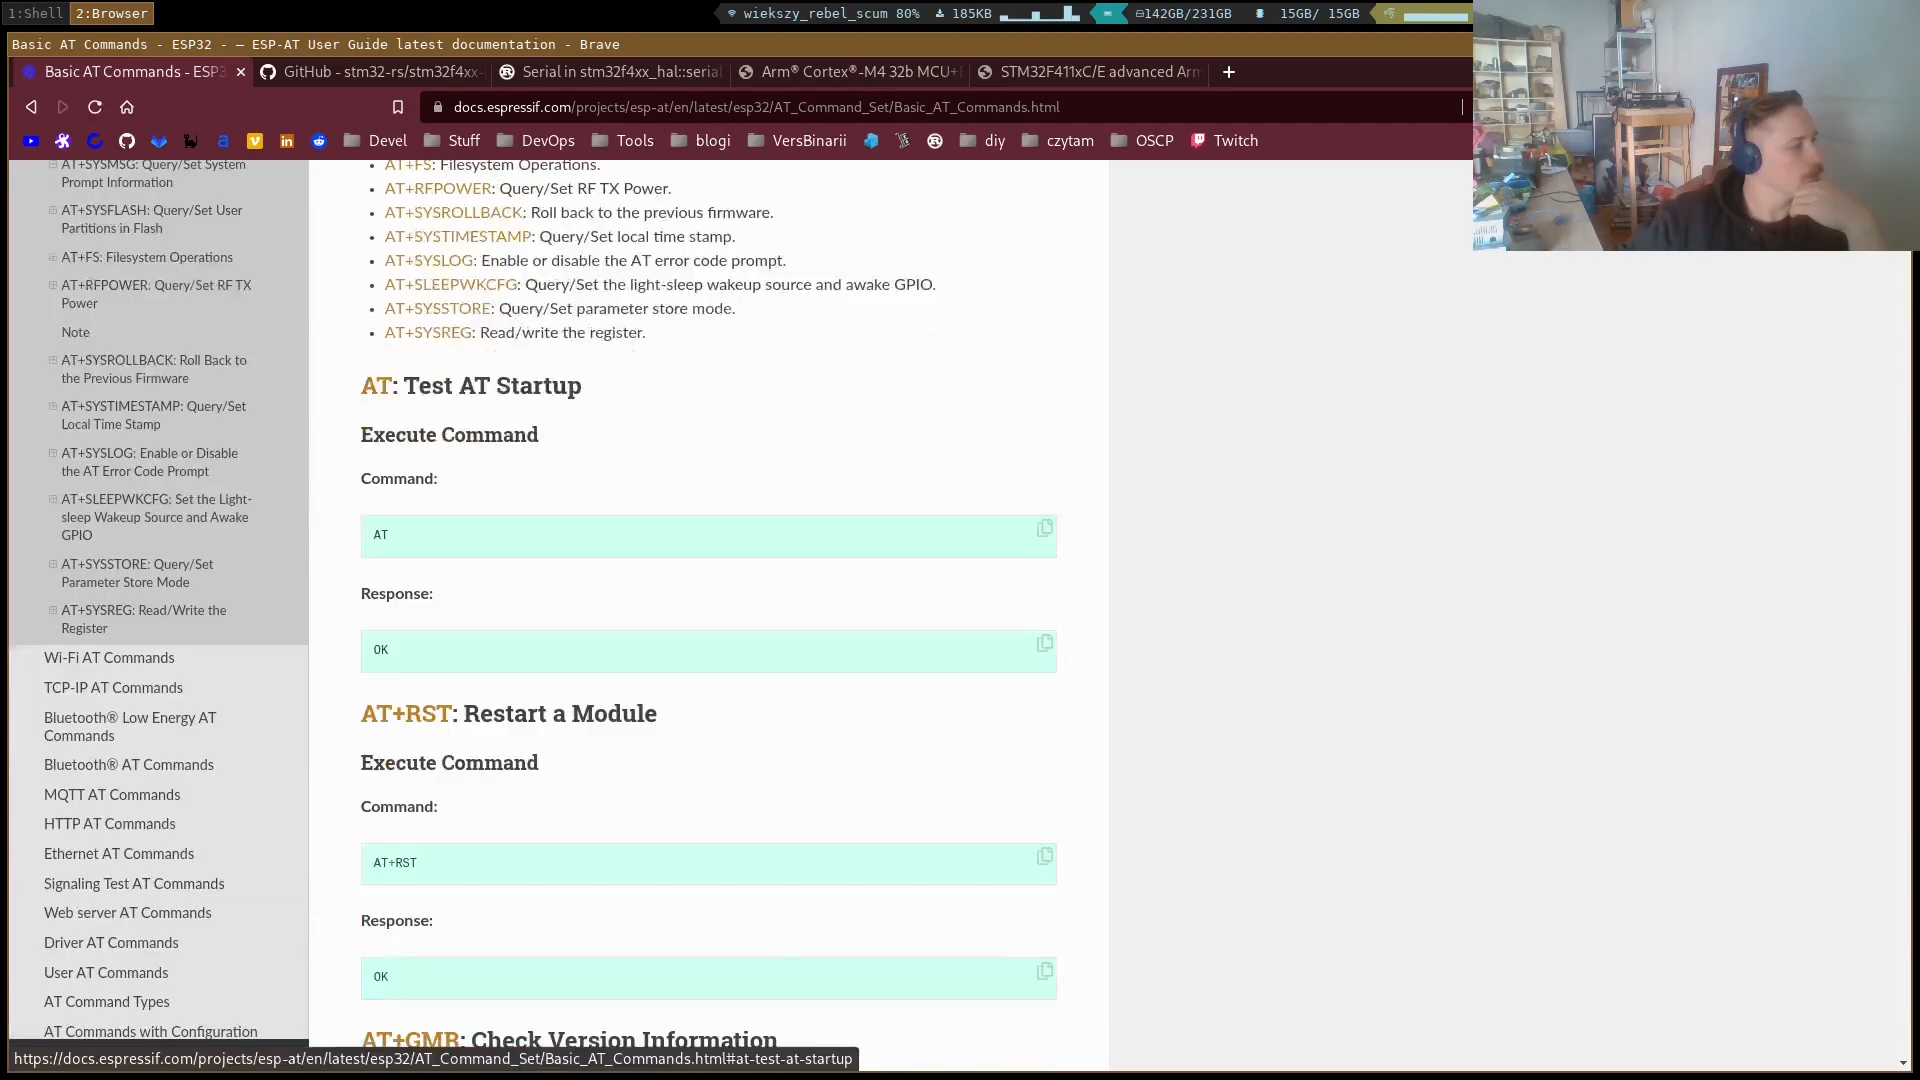 1:Shell 2:Browser
wiekszy_rebel_scum 80% 185KB 142GB/231GB 15GB/ 15GB
Basic AT Commands - ESP32 - — ESP-AT User Guide latest documentation - Brave
Basic AT Commands - ESP3 GitHub - stm32-rs/stm32f4xx- Serial in stm32f4xx_hal::serial Arm® Cortex®-M4 32b MCU+F STM32F411xC/E advanced Arm
docs.espressif.com/projects/esp-at/en/latest/esp32/AT_Command_Set/Basic_AT_Commands.html
Devel Stuff DevOps Tools blogi VersBinarii diy czytam OSCP Twitch
AT+SYSMSG: Query/Set System
Prompt Information
AT+SYSFLASH: Query/Set User
Partitions in Flash
AT+FS: Filesystem Operations
AT+RFPOWER: Query/Set RF TX
Power
Note
AT+SYSROLLBACK: Roll Back to
the Previous Firmware
AT+SYSTIMESTAMP: Query/Set
Local Time Stamp
AT+SYSLOG: Enable or Disable
the AT Error Code Prompt
AT+SLEEPWKCFG: Set the Light-
sleep Wakeup Source and Awake
GPIO
AT+SYSSTORE: Query/Set
Parameter Store Mode
AT+SYSREG: Read/Write the
Register
Wi-Fi AT Commands
TCP-IP AT Commands
Bluetooth® Low Energy AT
Commands
Bluetooth® AT Commands
MQTT AT Commands
HTTP AT Commands
Ethernet AT Commands
Signaling Test AT Commands
Web server AT Commands
Driver AT Commands
User AT Commands
AT Command Types
AT Commands with Configuration
AT+FS: Filesystem Operations.
AT+RFPOWER: Query/Set RF TX Power.
AT+SYSROLLBACK: Roll back to the previous firmware.
AT+SYSTIMESTAMP: Query/Set local time stamp.
AT+SYSLOG: Enable or disable the AT error code prompt.
AT+SLEEPWKCFG: Query/Set the light-sleep wakeup source and awake GPIO.
AT+SYSSTORE: Query/Set parameter store mode.
AT+SYSREG: Read/write the register.
AT: Test AT Startup
Execute Command
Command:
AT
Response:
OK
AT+RST: Restart a Module
Execute Command
Command:
AT+RST
Response:
OK
AT+GMR: Check Version Information
https://docs.espressif.com/projects/esp-at/en/latest/esp32/AT_Command_Set/Basic_AT_Commands.html#at-test-at-startup